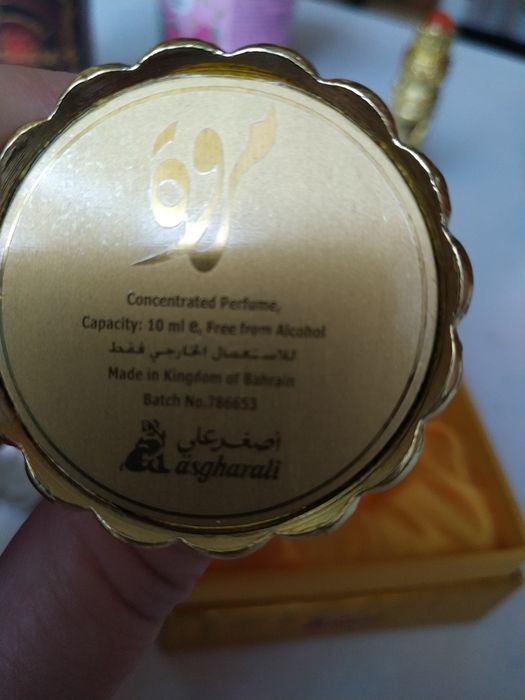 مروة
Concentrated Perfume,
Capacity: 10 ml e, Free from Alcohol
للاستعمال الخارجي فقط
Made in Kingdom of Bahrain
Batch No.786653
اصغر علي
asgharali